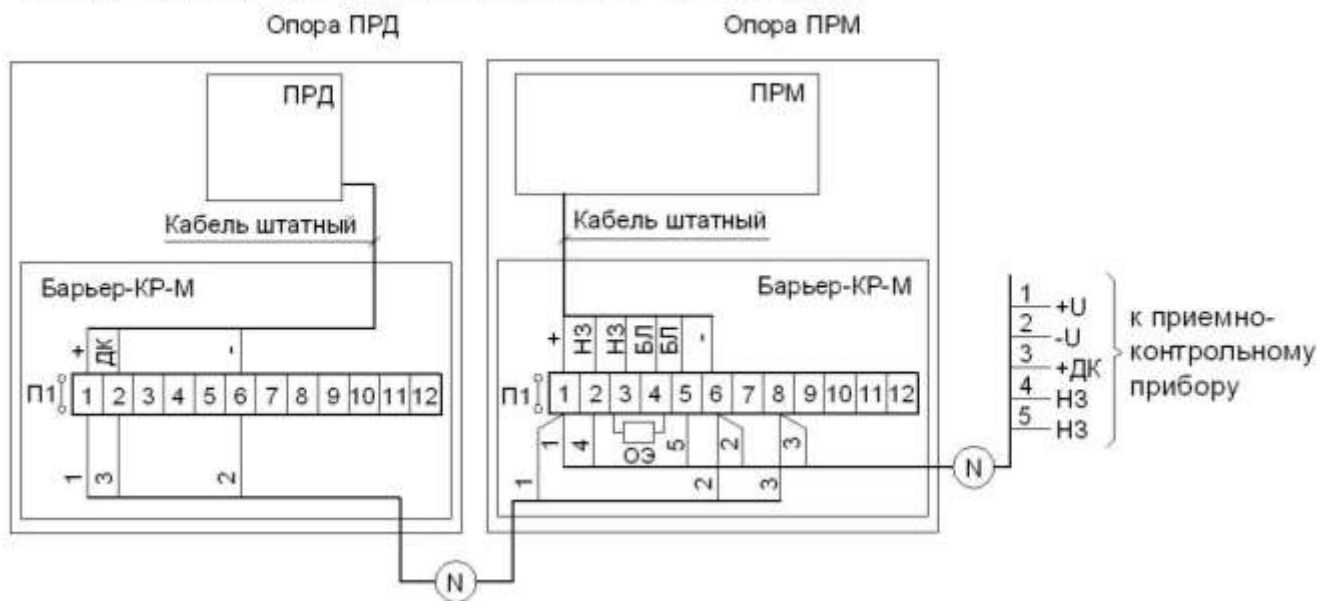 Опора ПРД
Опора ПРМ
ПРД
ПРМ
Кабель штатный
Кабель штатный
Барьер-КР-М
Барьер-КР-М
+ ДК -
+ НЗ НЗ БЛ БЛ -
П1 1 2 3 4 5 6 7 8 9 10 11 12
П1 1 2 3 4 5 6 7 8 9 10 11 12
1 3 2
1 4 ОЭ 5 2 3
1 2 3
N
N
1 +U
2 -U
3 +ДК
4 НЗ
5 НЗ
к приемно-
контрольному
прибору